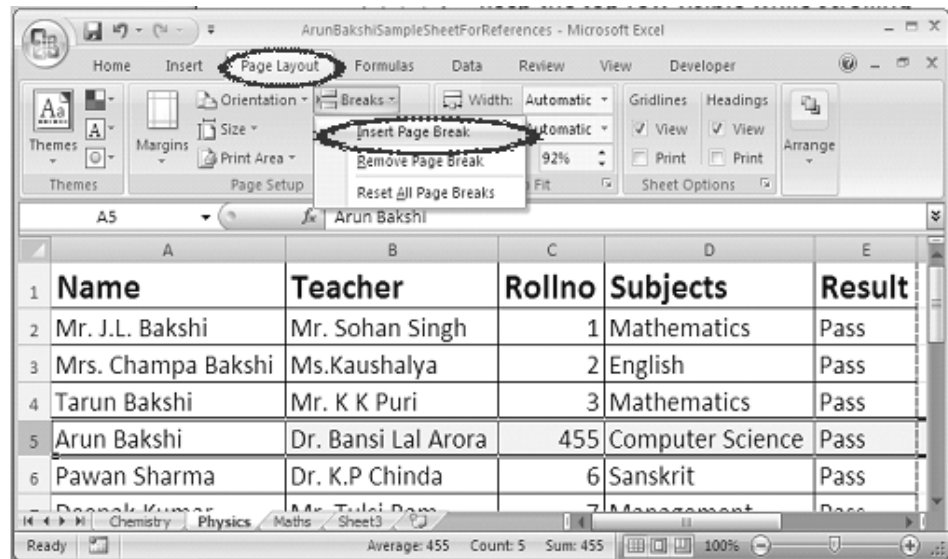 ArunBakshiSampleSheetForReferences - Microsoft Excel
Home Insert Page Layout Formulas Data Review View Developer
Themes
Margins
Orientation
Size
Print Area
Breaks
Insert Page Break
Remove Page Break
Reset All Page Breaks
Width: Automatic
Automatic
92%
Gridlines Headings
View View
Print Print
Arrange
Themes Page Setup Fit Sheet Options
A5 fx Arun Bakshi
A B C D E
1 Name Teacher Rollno Subjects Result
2 Mr. J.L. Bakshi Mr. Sohan Singh 1 Mathematics Pass
3 Mrs. Champa Bakshi Ms.Kaushalya 2 English Pass
4 Tarun Bakshi Mr. K K Puri 3 Mathematics Pass
5 Arun Bakshi Dr. Bansi Lal Arora 455 Computer Science Pass
6 Pawan Sharma Dr. K.P Chinda 6 Sanskrit Pass
Chemistry Physics Maths Sheet3
Ready Average: 455 Count: 5 Sum: 455 100%